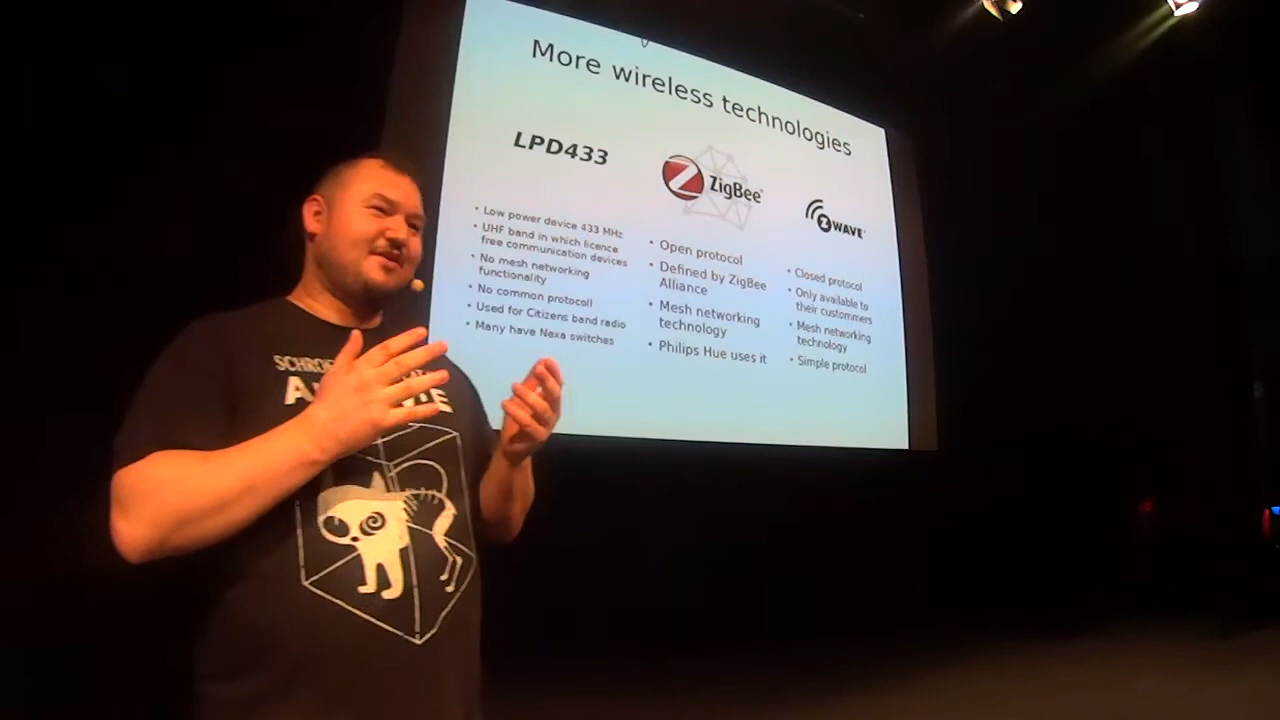 More wireless technologies
LPD433
• Low power device 433 MHz
• UHF band in which licence
free communication devices
• No mesh networking
functionality
• No common protocoll
• Used for Citizens band radio
• Many have Nexa switches
ZigBee™
• Open protocol
• Defined by ZigBee
Alliance
• Mesh networking
technology
• Philips Hue uses it
Z WAVE
• Closed protocol
• Only available to
their custommers
• Mesh networking
technology
• Simple protocol